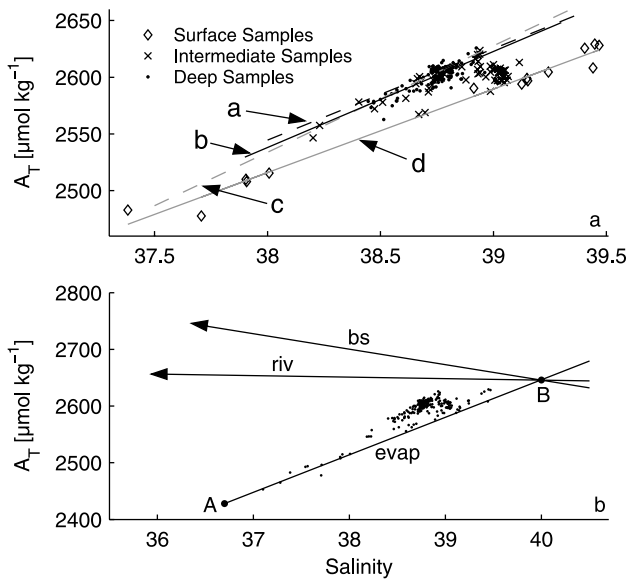 2650
2600
2550
2500
A_T [µmol kg⁻¹]
Surface Samples
Intermediate Samples
Deep Samples
a
b
c
d
a
37.5 38 38.5 39 39.5
2800
2700
2600
2500
2400
A_T [µmol kg⁻¹]
bs
riv
B
evap
A
b
36 37 38 39 40
Salinity